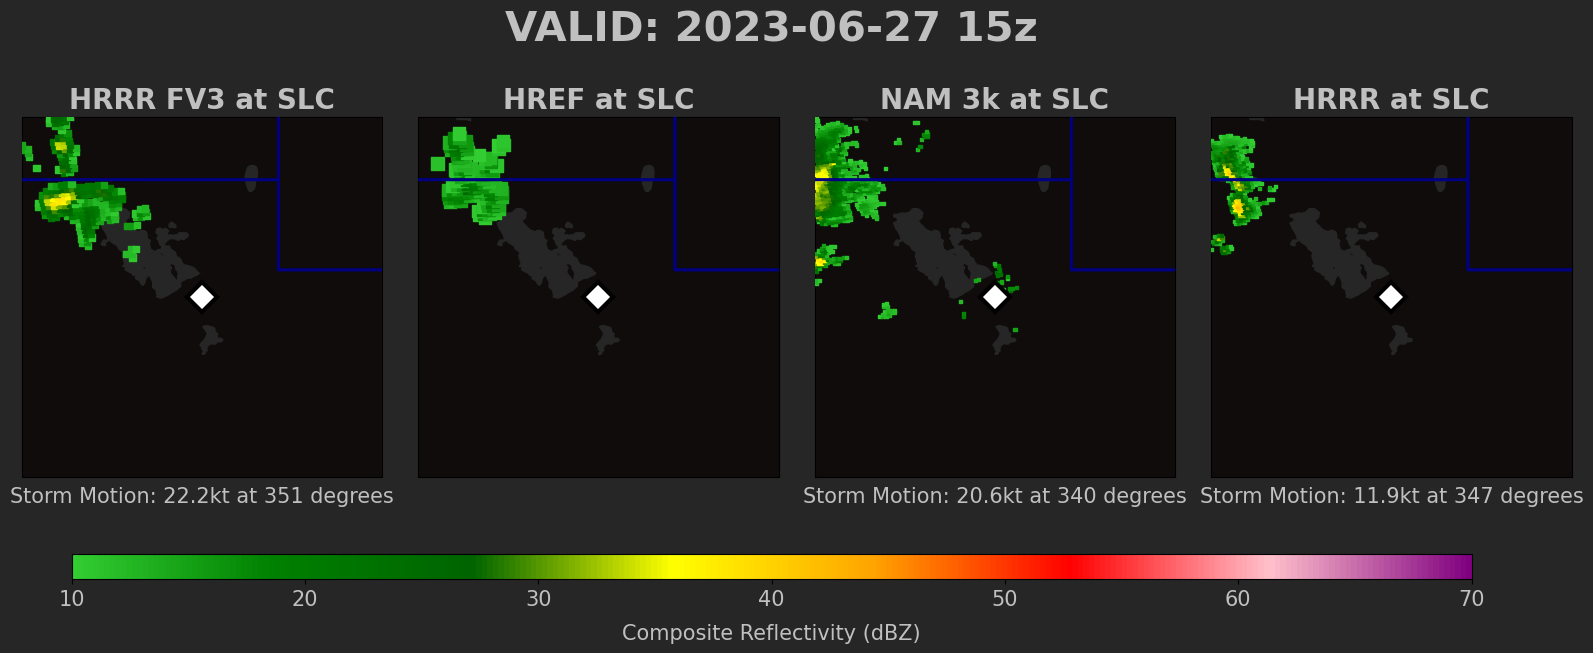 VALID: 2023-06-27 15z
HRRR FV3 at SLC
HREF at SLC
NAM 3k at SLC
HRRR at SLC
Storm Motion: 22.2kt at 351 degrees
Storm Motion: 20.6kt at 340 degrees
Storm Motion: 11.9kt at 347 degrees
10 20 30 40 50 60 70
Composite Reflectivity (dBZ)